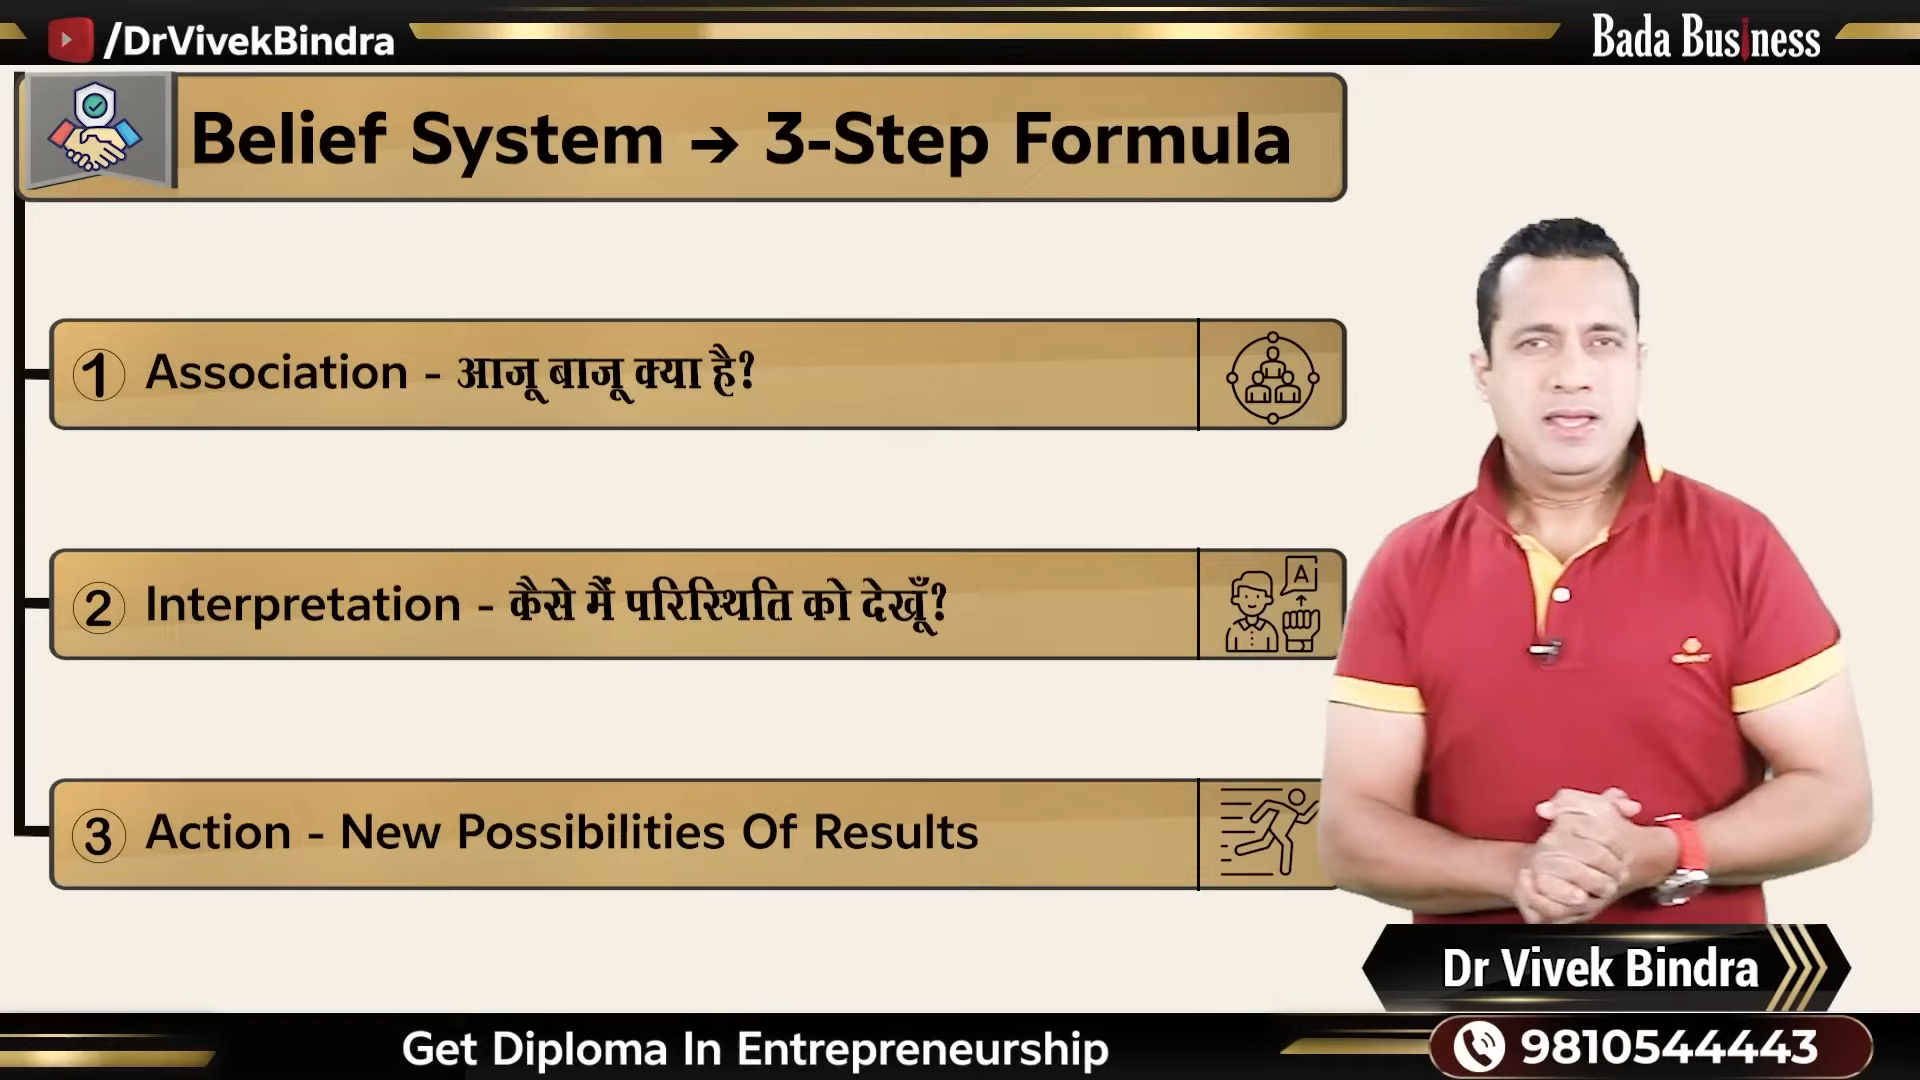 /DrVivekBindra
Bada Business
Belief System → 3-Step Formula
1 Association - आजू बाजू क्या है?
2 Interpretation - कैसे मैं परिस्थिति को देखूँ?
A
3 Action - New Possibilities Of Results
Dr Vivek Bindra
Get Diploma In Entrepreneurship
9810544443